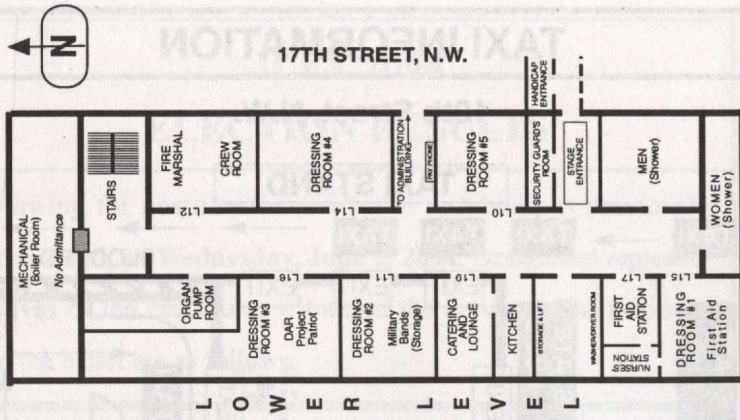 N
17TH STREET, N.W.
MECHANICAL
(Boiler Room)
No Admittance
STAIRS
FIRE
MARSHAL
CREW
ROOM
L12
DRESSING
ROOM #4
L14
TO ADMINISTRATION
BUILDING
PAY PHONE
DRESSING
ROOM #5
L10
SECURITY GUARD'S
ROOM
HANDICAP
ENTRANCE
STAGE
ENTRANCE
MEN
(Shower)
WOMEN
(Shower)
ORGAN
PUMP
ROOM
DRESSING
ROOM #3
L16
DAR
Project
Patriot
DRESSING
ROOM #2
L11
Military
Bands
(Storage)
CATERING
AND
LOUNGE
L19
KITCHEN
STORAGE & LIFT
WASHER/DRYER ROOM
FIRST
AID
STATION
L17
NURSES'
STATION
DRESSING
ROOM #1
First Aid
Station
L15
LOWER LEVEL
TAXI INFORMATION
TAXI STAND